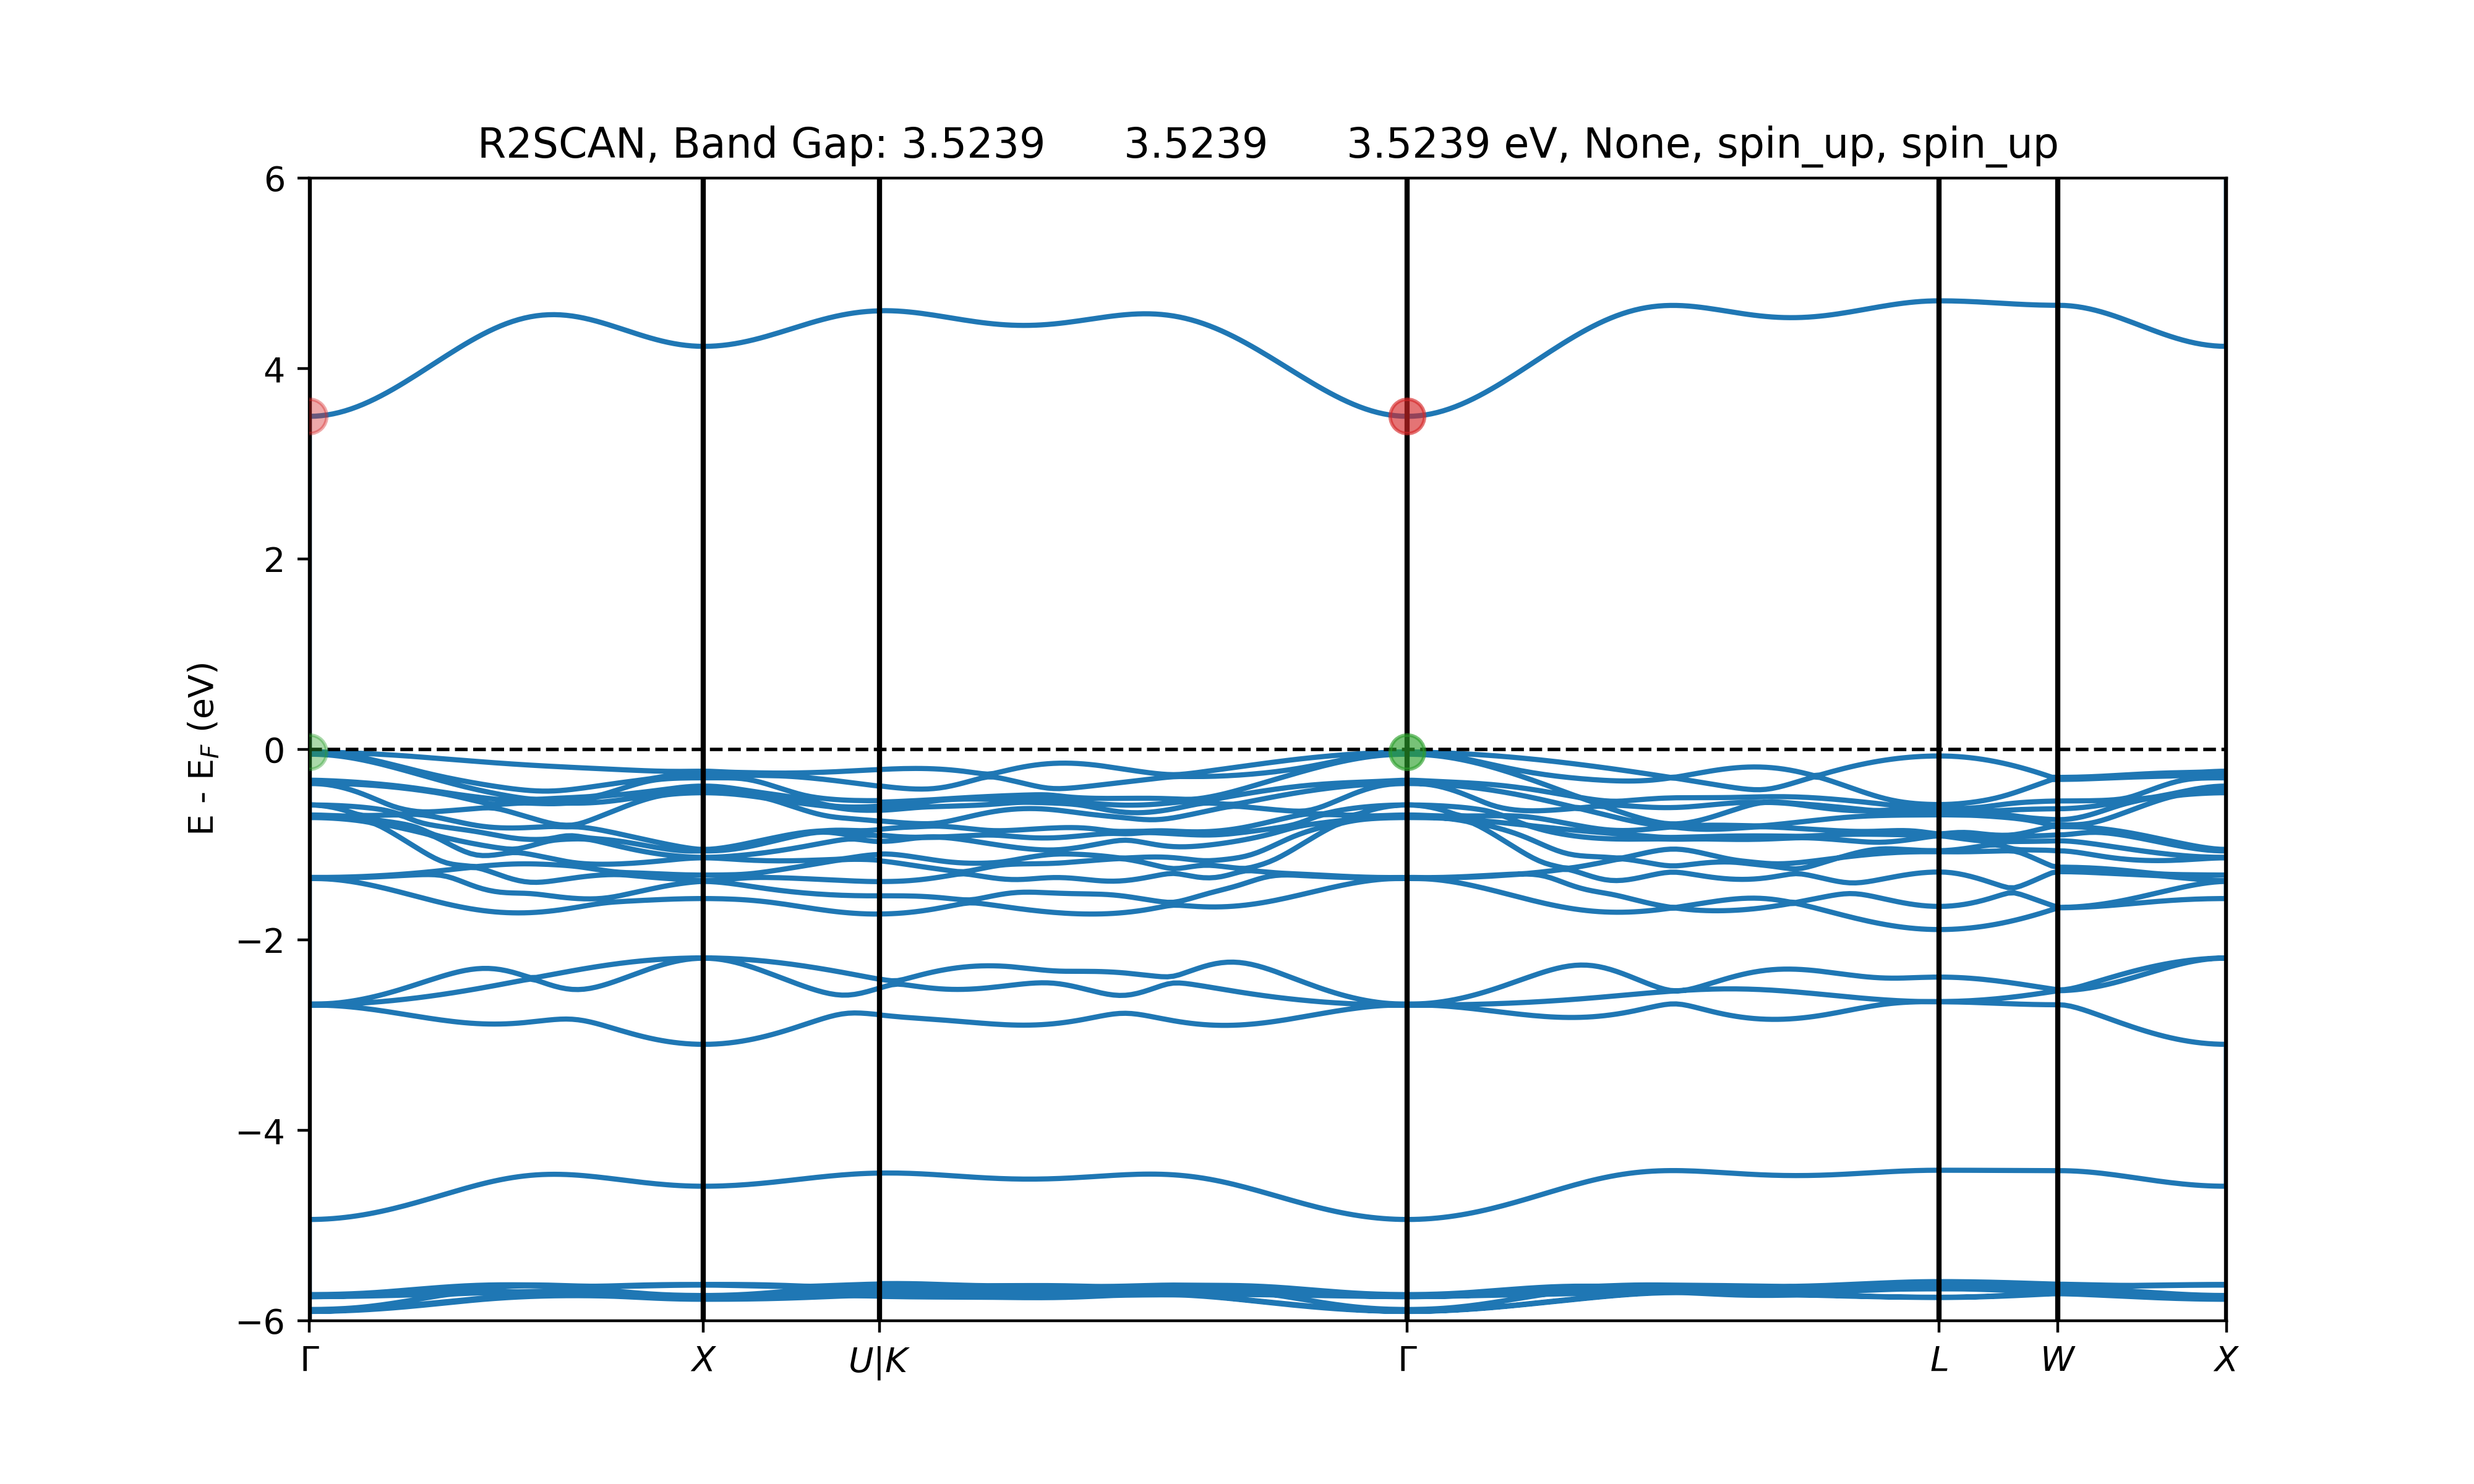 R2SCAN, Band Gap: 3.5239 3.5239 3.5239 eV, None, spin_up, spin_up
6
4
2
0
−2
−4
−6
E - E_F (eV)
Γ X U|K Γ L W X